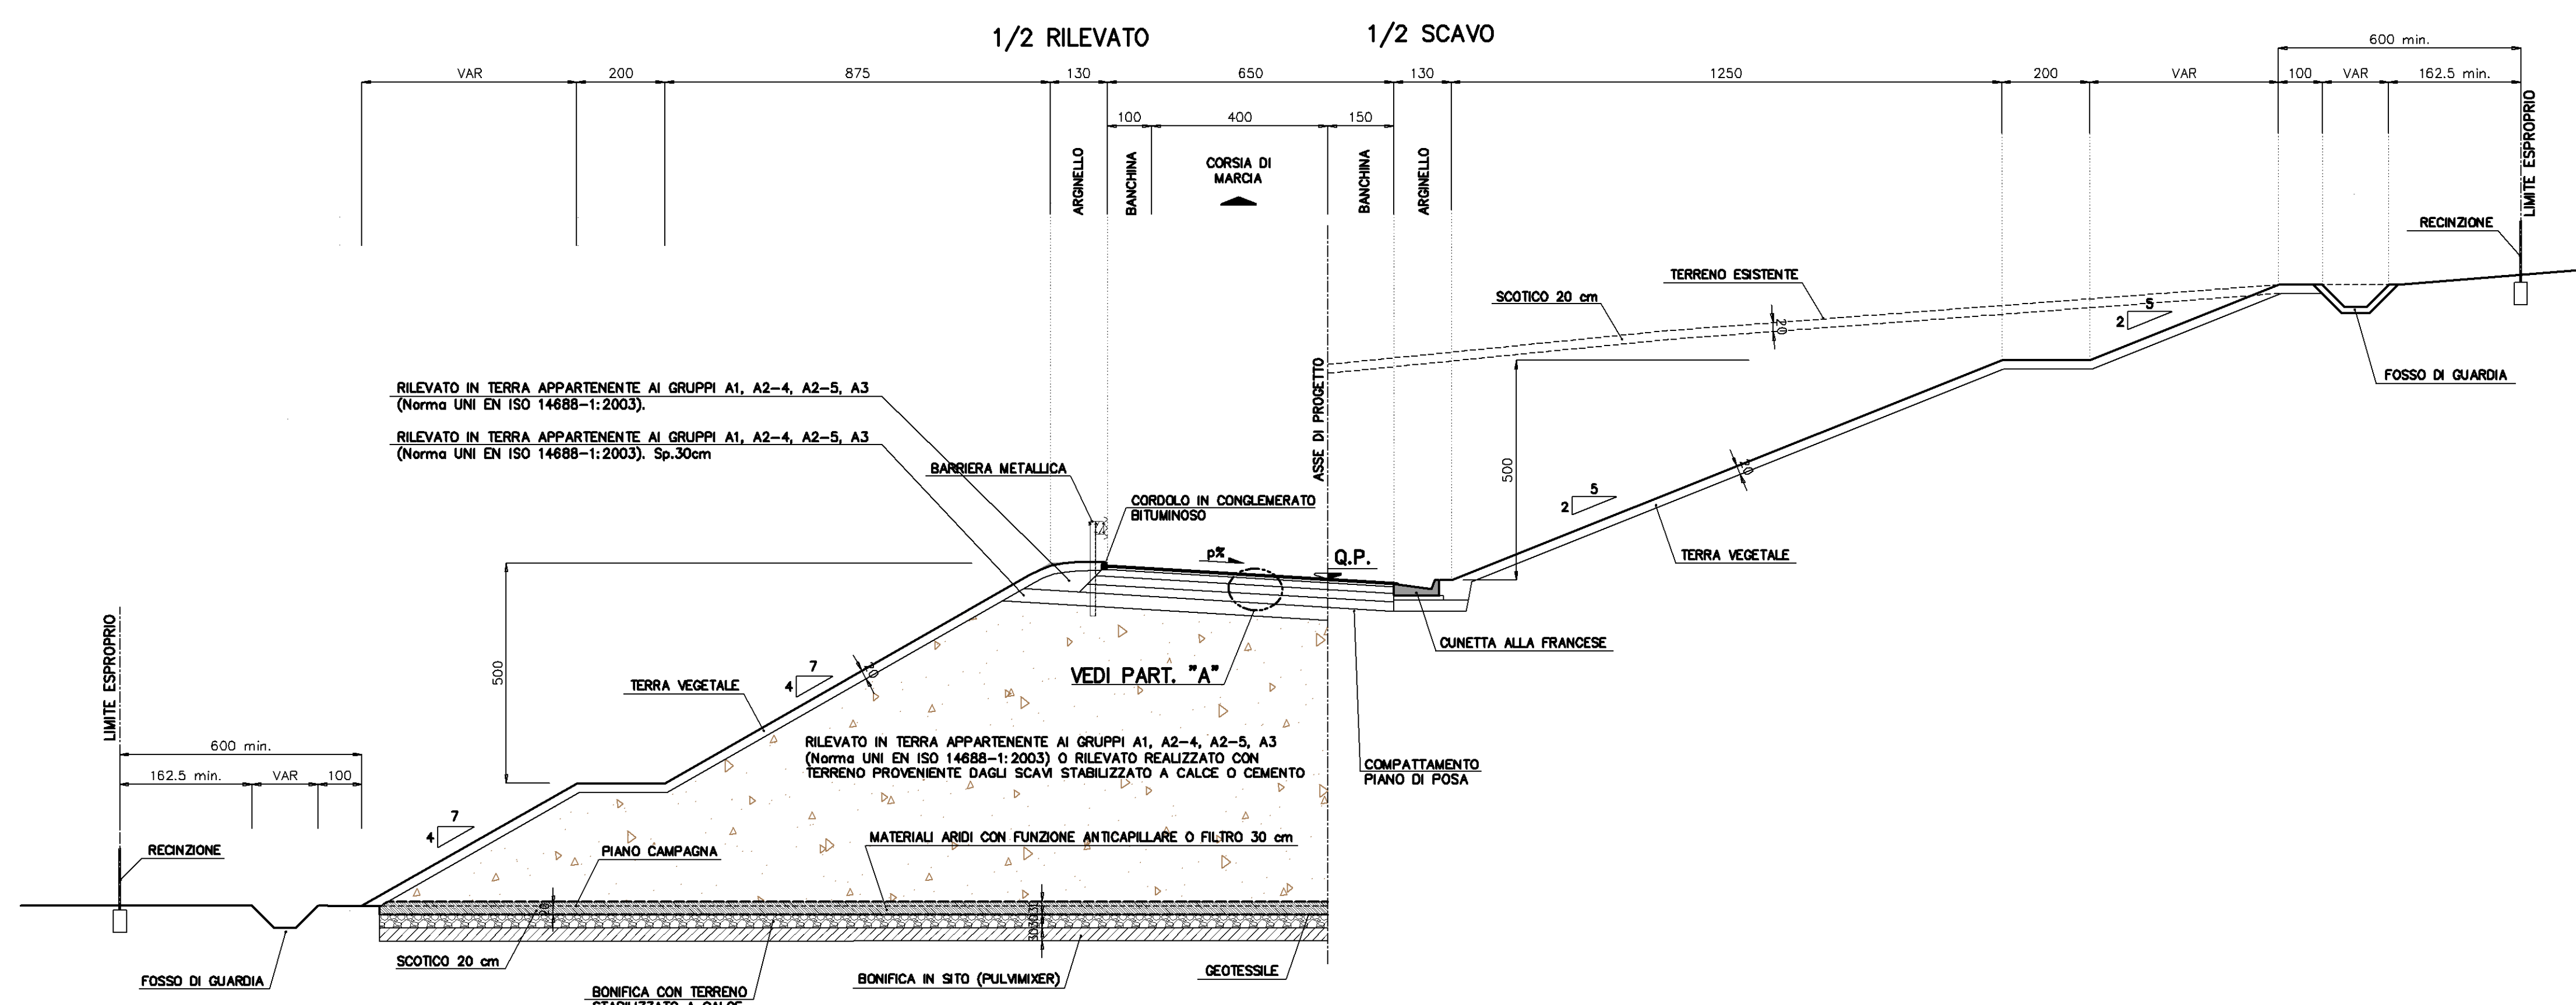 1/2 RILEVATO
1/2 SCAVO
600 min.
VAR
200
875
130
650
130
1250
200
VAR
100
VAR
162.5 min.
100
400
150
ARGINELLO
BANCHINA
CORSIA DI
MARCIA
BANCHINA
ARGINELLO
LIMITE ESPROPRIO
RECINZIONE
TERRENO ESISTENTE
SCOTICO 20 cm
20
5
2
FOSSO DI GUARDIA
ASSE DI PROGETTO
RILEVATO IN TERRA APPARTENENTE AI GRUPPI A1, A2-4, A2-5, A3
(Norma UNI EN ISO 14688-1:2003).
RILEVATO IN TERRA APPARTENENTE AI GRUPPI A1, A2-4, A2-5, A3
(Norma UNI EN ISO 14688-1:2003). Sp.30cm
BARRIERA METALLICA
CORDOLO IN CONGLEMERATO
BITUMINOSO
500
5
2
TERRA VEGETALE
p%
Q.P.
CUNETTA ALLA FRANCESE
VEDI PART. "A"
500
7
4
TERRA VEGETALE
LIMITE ESPROPRIO
600 min.
162.5 min.
VAR
100
RILEVATO IN TERRA APPARTENENTE AI GRUPPI A1, A2-4, A2-5, A3
(Norma UNI EN ISO 14688-1:2003) O RILEVATO REALIZZATO CON
TERRENO PROVENIENTE DAGLI SCAVI STABILIZZATO A CALCE O CEMENTO
COMPATTAMENTO
PIANO DI POSA
7
4
MATERIALI ARIDI CON FUNZIONE ANTICAPILLARE O FILTRO 30 cm
RECINZIONE
PIANO CAMPAGNA
20
SCOTICO 20 cm
FOSSO DI GUARDIA
BONIFICA IN SITO (PULVIMIXER)
GEOTESSILE
BONIFICA CON TERRENO
STABILIZZATO A CALCE